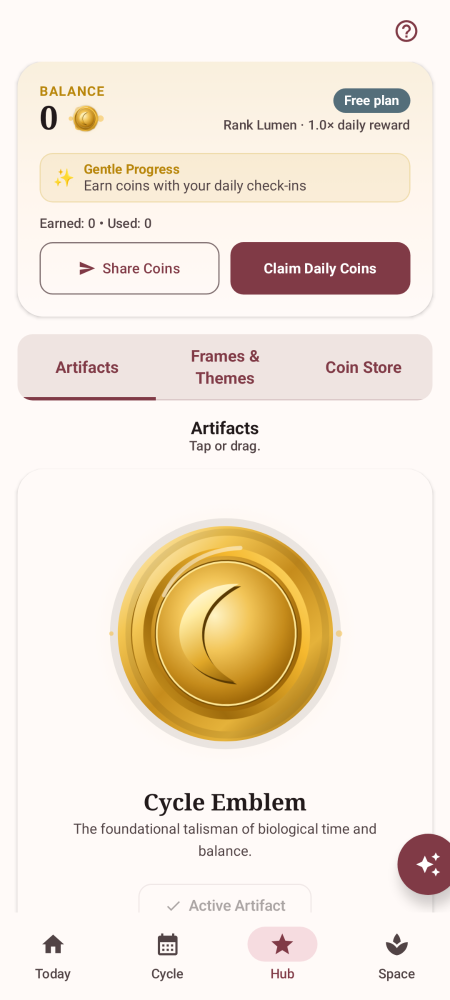 BALANCE
0
Free plan
Rank Lumen · 1.0× daily reward
Gentle Progress
Earn coins with your daily check-ins
Earned: 0 • Used: 0
Share Coins
Claim Daily Coins
Artifacts
Frames &
Themes
Coin Store
Artifacts
Tap or drag.
Cycle Emblem
The foundational talisman of biological time and
balance.
Active Artifact
Today
Cycle
Hub
Space